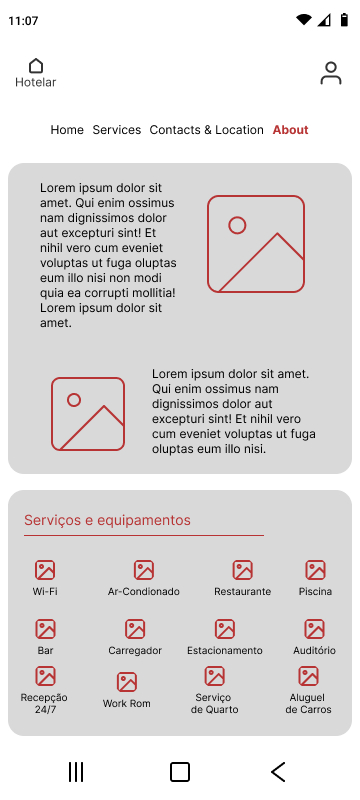 11:07
Hotelar
Home Services Contacts & Location About
Lorem ipsum dolor sit
amet. Qui enim ossimus
nam dignissimos dolor
aut excepturi sint! Et
nihil vero cum eveniet
voluptas ut fuga oluptas
eum illo nisi non modi
quia ea corrupti mollitia!
Lorem ipsum dolor sit
amet.
Lorem ipsum dolor sit amet.
Qui enim ossimus nam
dignissimos dolor aut
excepturi sint! Et nihil vero
cum eveniet voluptas ut fuga
oluptas eum illo nisi.
Serviços e equipamentos
Wi-Fi Ar-Condionado Restaurante Piscina
Bar Carregador Estacionamento Auditório
Recepção
24/7
Work Rom
Serviço
de Quarto
Aluguel
de Carros